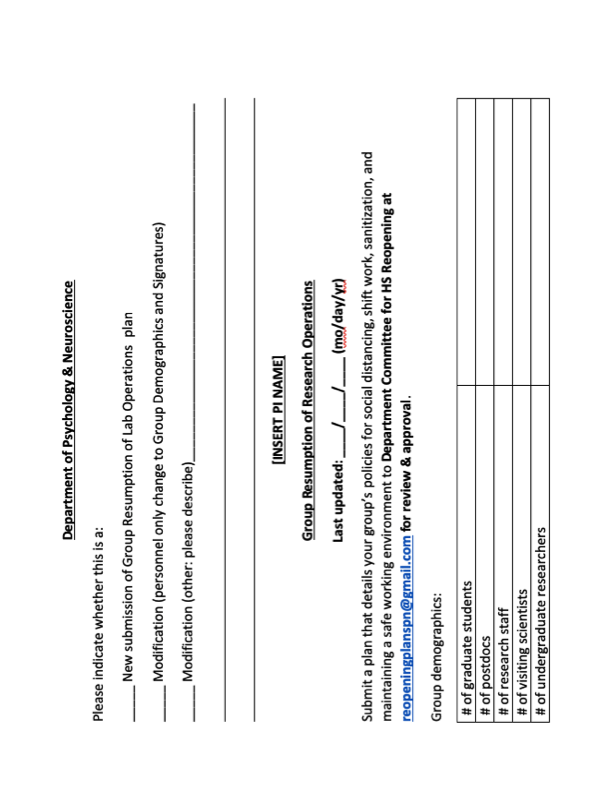 Department of Psychology & Neuroscience
Please indicate whether this is a:
_____ New submission of Group Resumption of Lab Operations  plan
_____ Modification (personnel only change to Group Demographics and Signatures)
_____ Modification (other: please describe)_______________________________________________
[INSERT PI NAME]
Group Resumption of Research Operations
Last updated: ____/____/____ (mo/day/yr)
Submit a plan that details your group's policies for social distancing, shift work, sanitization, and
maintaining a safe working environment to Department Committee for HS Reopening at
reopeningplanspn@gmail.com for review & approval.
Group demographics:
# of graduate students
# of postdocs
# of research staff
# of visiting scientists
# of undergraduate researchers